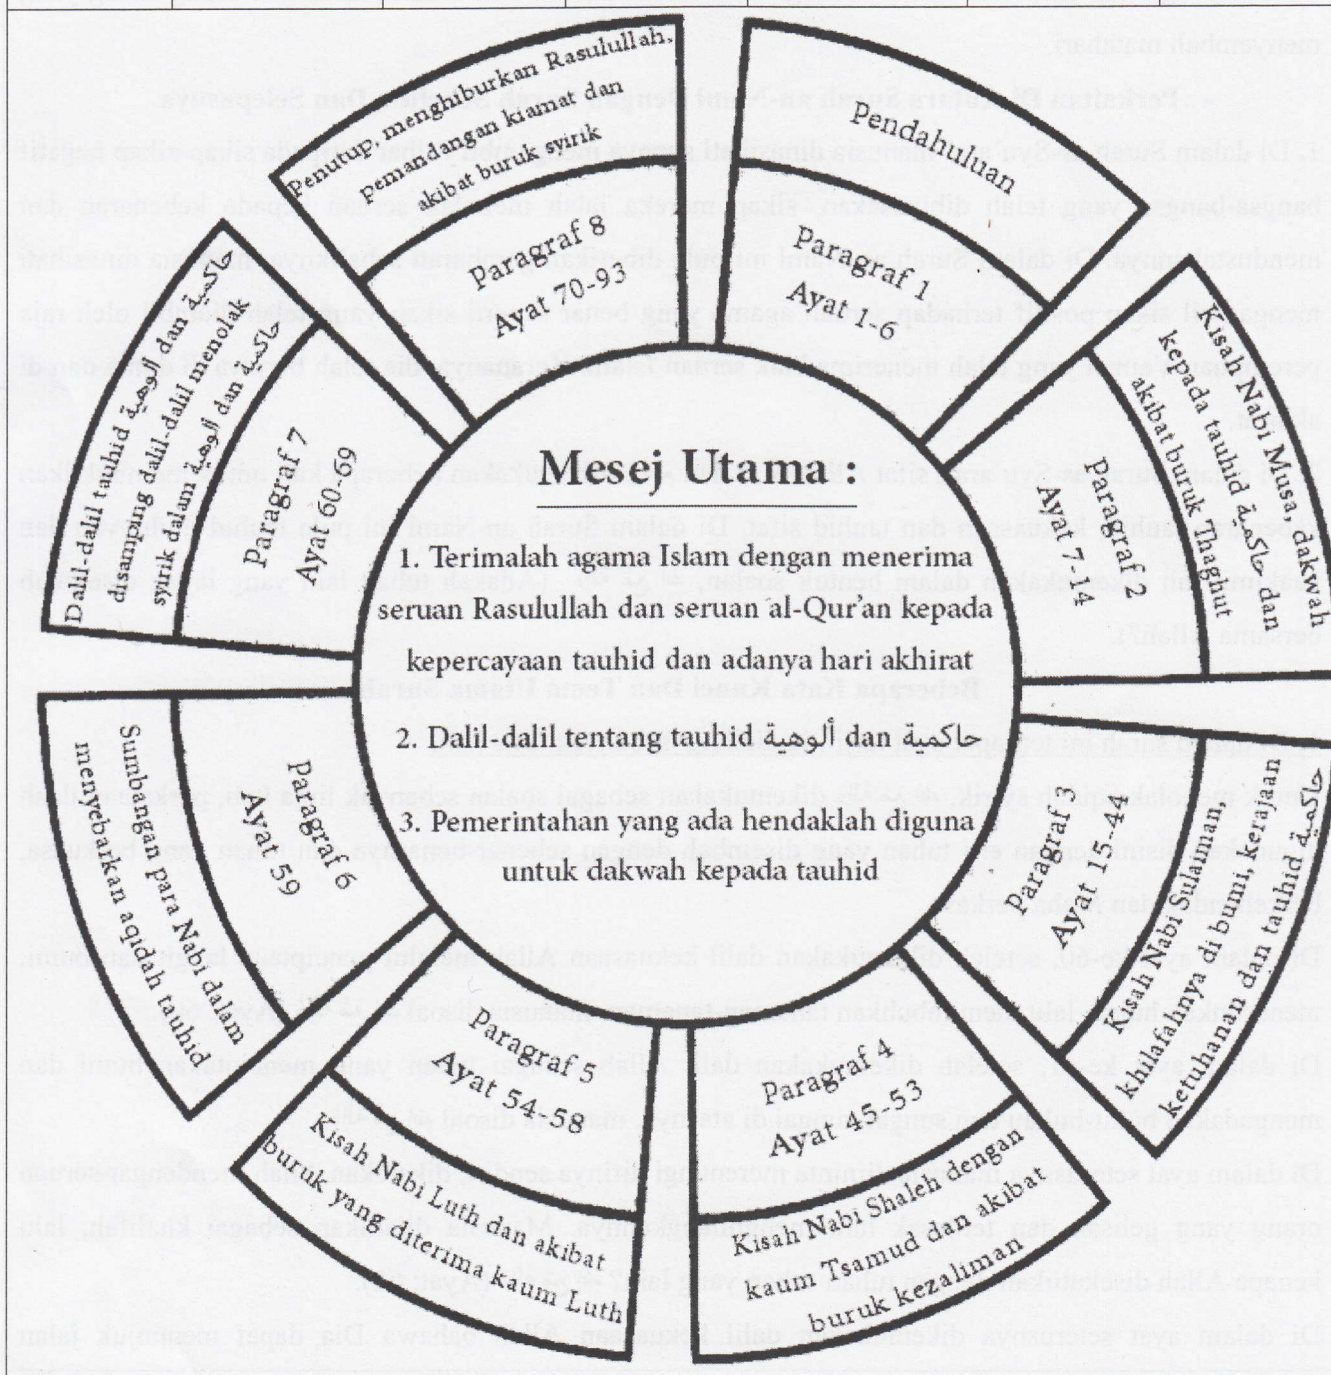 Mesej Utama :
1. Terimalah agama Islam dengan menerima
seruan Rasulullah dan seruan al-Qur'an kepada
kepercayaan tauhid dan adanya hari akhirat
2. Dalil-dalil tentang tauhid ألوهية dan حاكمية
3. Pemerintahan yang ada hendaklah diguna
untuk dakwah kepada tauhid
Pendahuluan
Paragraf 1
Ayat 1-6
Kisah Nabi Musa, dakwah
kepada tauhid حاكمية dan
akibat buruk thaghut
Paragraf 2
Ayat 7-14
Paragraf 3
Ayat 15-44
Kisah Nabi Sulaiman,
khilafahnya di bumi, kerajaan
ketuhanan dan tauhid حاكمية
Paragraf 4
Ayat 45-53
Kisah Nabi Shaleh dengan
kaum Tsamud dan akibat
buruk kezaliman
Paragraf 5
Ayat 54-58
Kisah Nabi Luth dan akibat
buruk yang diterima kaum Luth
Paragraf 6
Ayat 59
Sumbangan para Nabi dalam
menyebarkan aqidah tauhid
Dalil-dalil tauhid ألوهية dan حاكمية
disamping dalil-dalil menolak
syirik dalam ألوهية dan حاكمية
Paragraf 7
Ayat 60-69
Penutup, menghiburkan Rasulullah,
pemandangan kiamat dan
akibat buruk syirik
Paragraf 8
Ayat 70-93